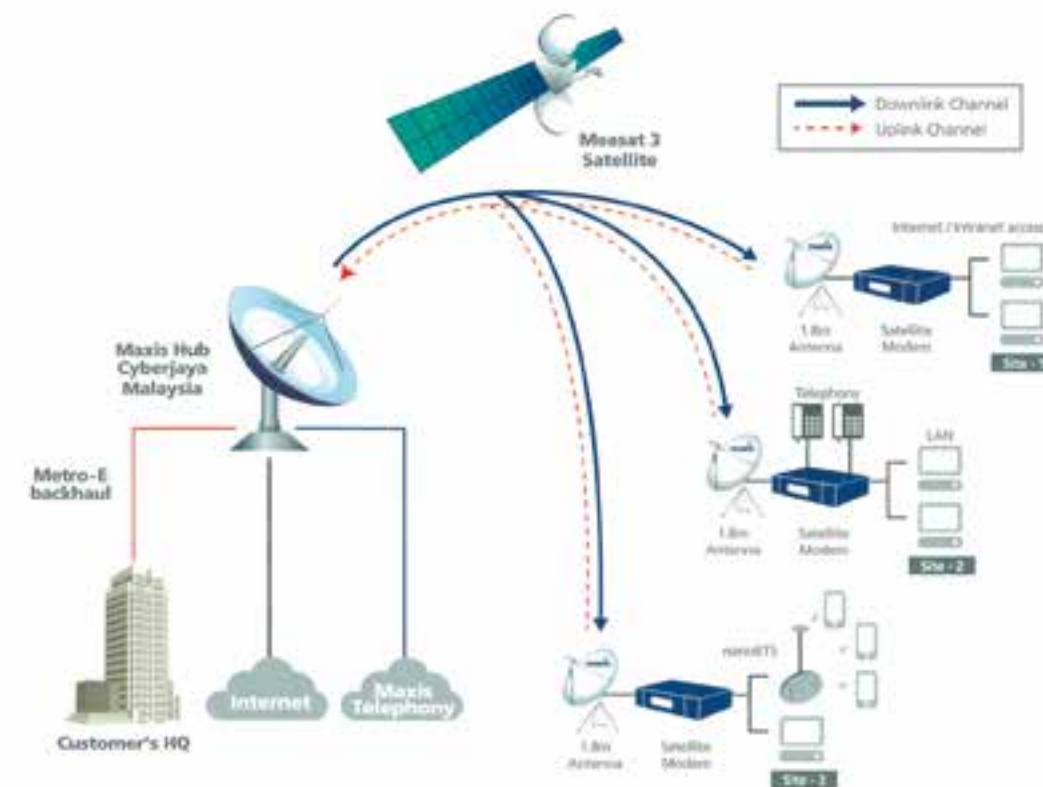 Measat 3
Satellite
Downlink Channel
Uplink Channel
Internet / Intranet access
1.8m
Antenna
Satellite
Modem
Site - 1
Maxis Hub
Cyberjaya
Malaysia
Telephony
LAN
1.8m
Antenna
Satellite
Modem
Site - 2
Metro-E
backhaul
nanoBTS
Internet
Maxis
Telephony
Customer's HQ
1.8m
Antenna
Satellite
Modem
Site - 3